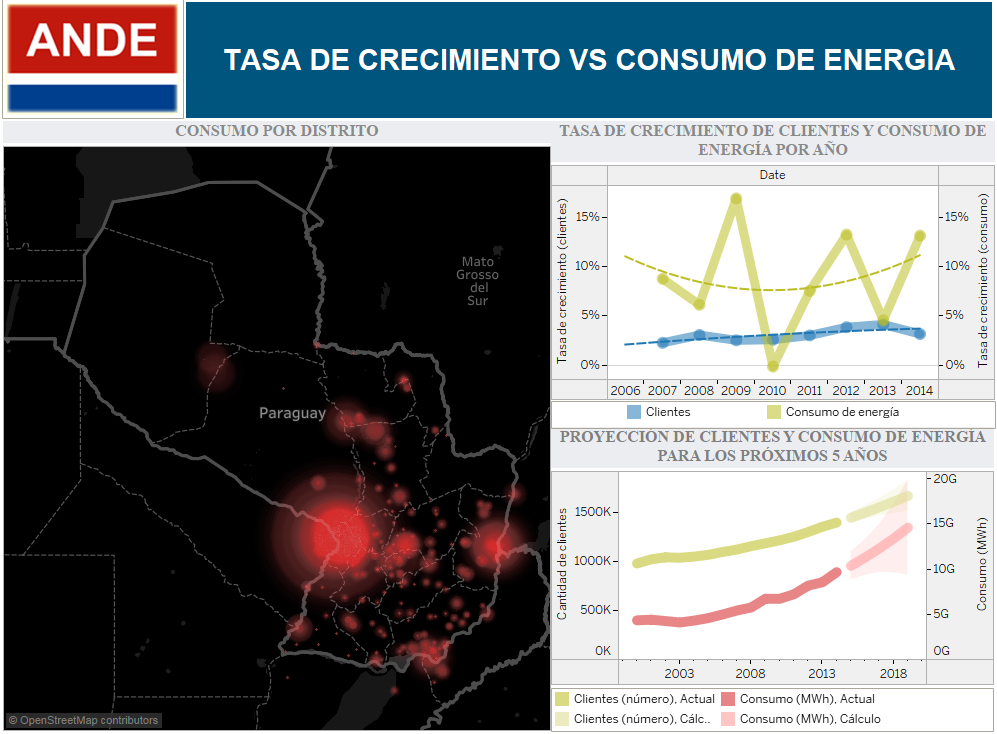 ANDE
TASA DE CRECIMIENTO VS CONSUMO DE ENERGIA
CONSUMO POR DISTRITO
Mato
Grosso
del
Sur
Paraguay
© OpenStreetMap contributors
TASA DE CRECIMIENTO DE CLIENTES Y CONSUMO DE
ENERGÍA POR AÑO
Date
Tasa de crecimiento (clientes)
15%
10%
5%
0%
15%
10%
5%
0%
Tasa de crecimiento (consumo)
2006 2007 2008 2009 2010 2011 2012 2013 2014
Clientes
Consumo de energía
PROYECCION DE CLIENTES Y CONSUMO DE ENERGÍA
PARA LOS PRÓXIMOS 5 AÑOS
Cantidad de clientes
1500K
1000K
500K
0K
20G
15G
10G
5G
0G
Consumo (MWh)
2003 2008 2013 2018
Clientes (número), Actual
Consumo (MWh), Actual
Clientes (número), Cálc..
Consumo (MWh), Cálculo